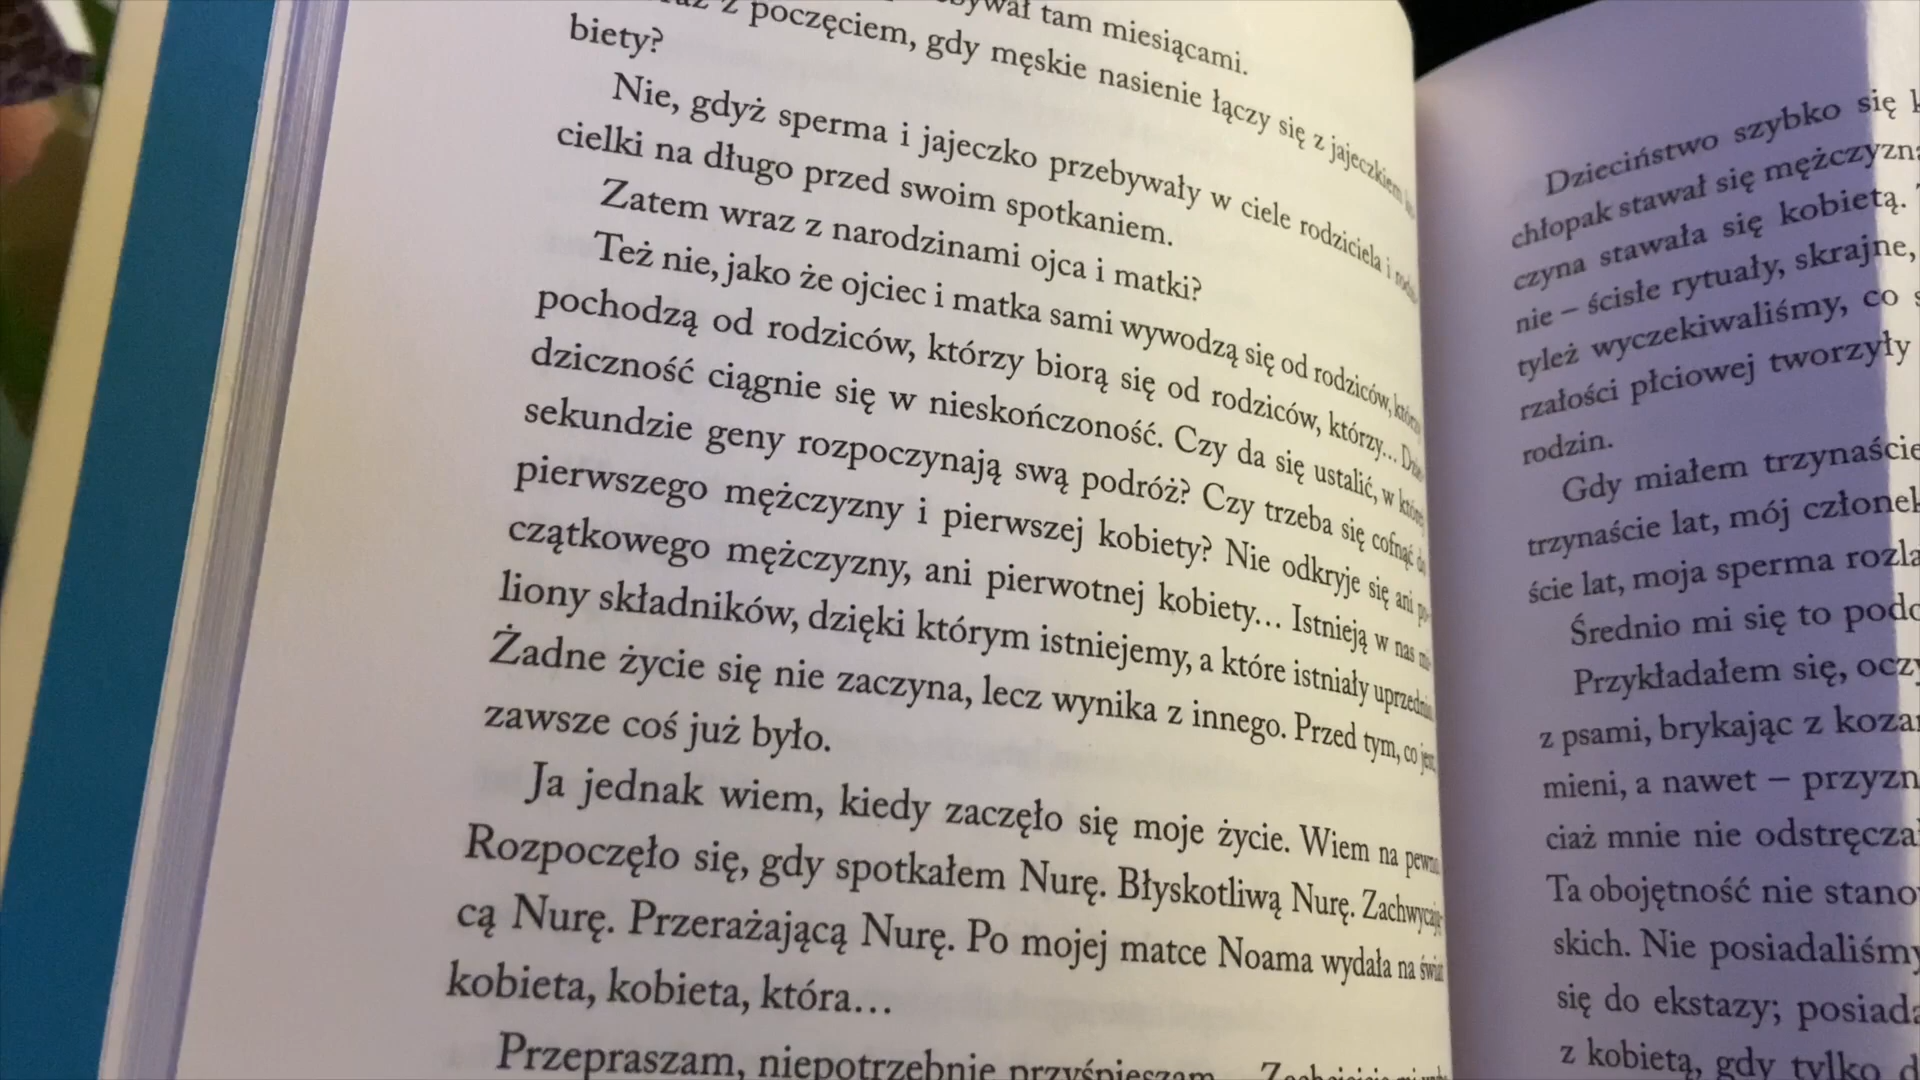 tam miesiącami.
z poczęciem, gdy męskie nasienie łączy się z jajeczkiem
biety?
Nie, gdyż sperma i jajeczko przebywały w ciele rodziciela i
cielki na długo przed swoim spotkaniem.
Zatem wraz z narodzinami ojca i matki?
Też nie, jako że ojciec i matka sami wywodzą się od rodziców, którzy
pochodzą od rodziców, którzy biorą się od rodziców, którzy...
dziczność ciągnie się w nieskończoność. Czy da się ustalić, w której
sekundzie geny rozpoczynają swą podróż? Czy trzeba się cofnąć do
pierwszego mężczyzny i pierwszej kobiety? Nie odkryje się ani po-
czątkowego mężczyzny, ani pierwotnej kobiety... Istnieją w nas mi-
liony składników, dzięki którym istniejemy, a które istniały uprzednio.
Żadne życie się nie zaczyna, lecz wynika z innego. Przed tym, co jest,
zawsze coś już było.
Ja jednak wiem, kiedy zaczęło się moje życie. Wiem na pewno.
Rozpoczęło się, gdy spotkałem Nurę. Błyskotliwą Nurę. Zachwycają-
cą Nurę. Przerażającą Nurę. Po mojej matce Noama wydała na świat
kobieta, kobieta, która...
Przepraszam, niepotrzebnie przyśpieszam...
Dzieciństwo szybko się
chłopak stawał się mężczyzną
czyna stawała się kobietą.
nie – ścisłe rytuały, skrajne,
tyleż wyczekiwaliśmy, co
rzałości płciowej tworzyły
rodzin.
Gdy miałem trzynaście
trzynaście lat, mój członek
ście lat, moja sperma
Średnio mi się to
Przykładałem się,
z psami, brykając z
mieni, a nawet –
ciaż mnie nie
Ta obojętność nie
skich. Nie posiadaliśmy
się do ekstazy;
z kobietą, gdy tylko